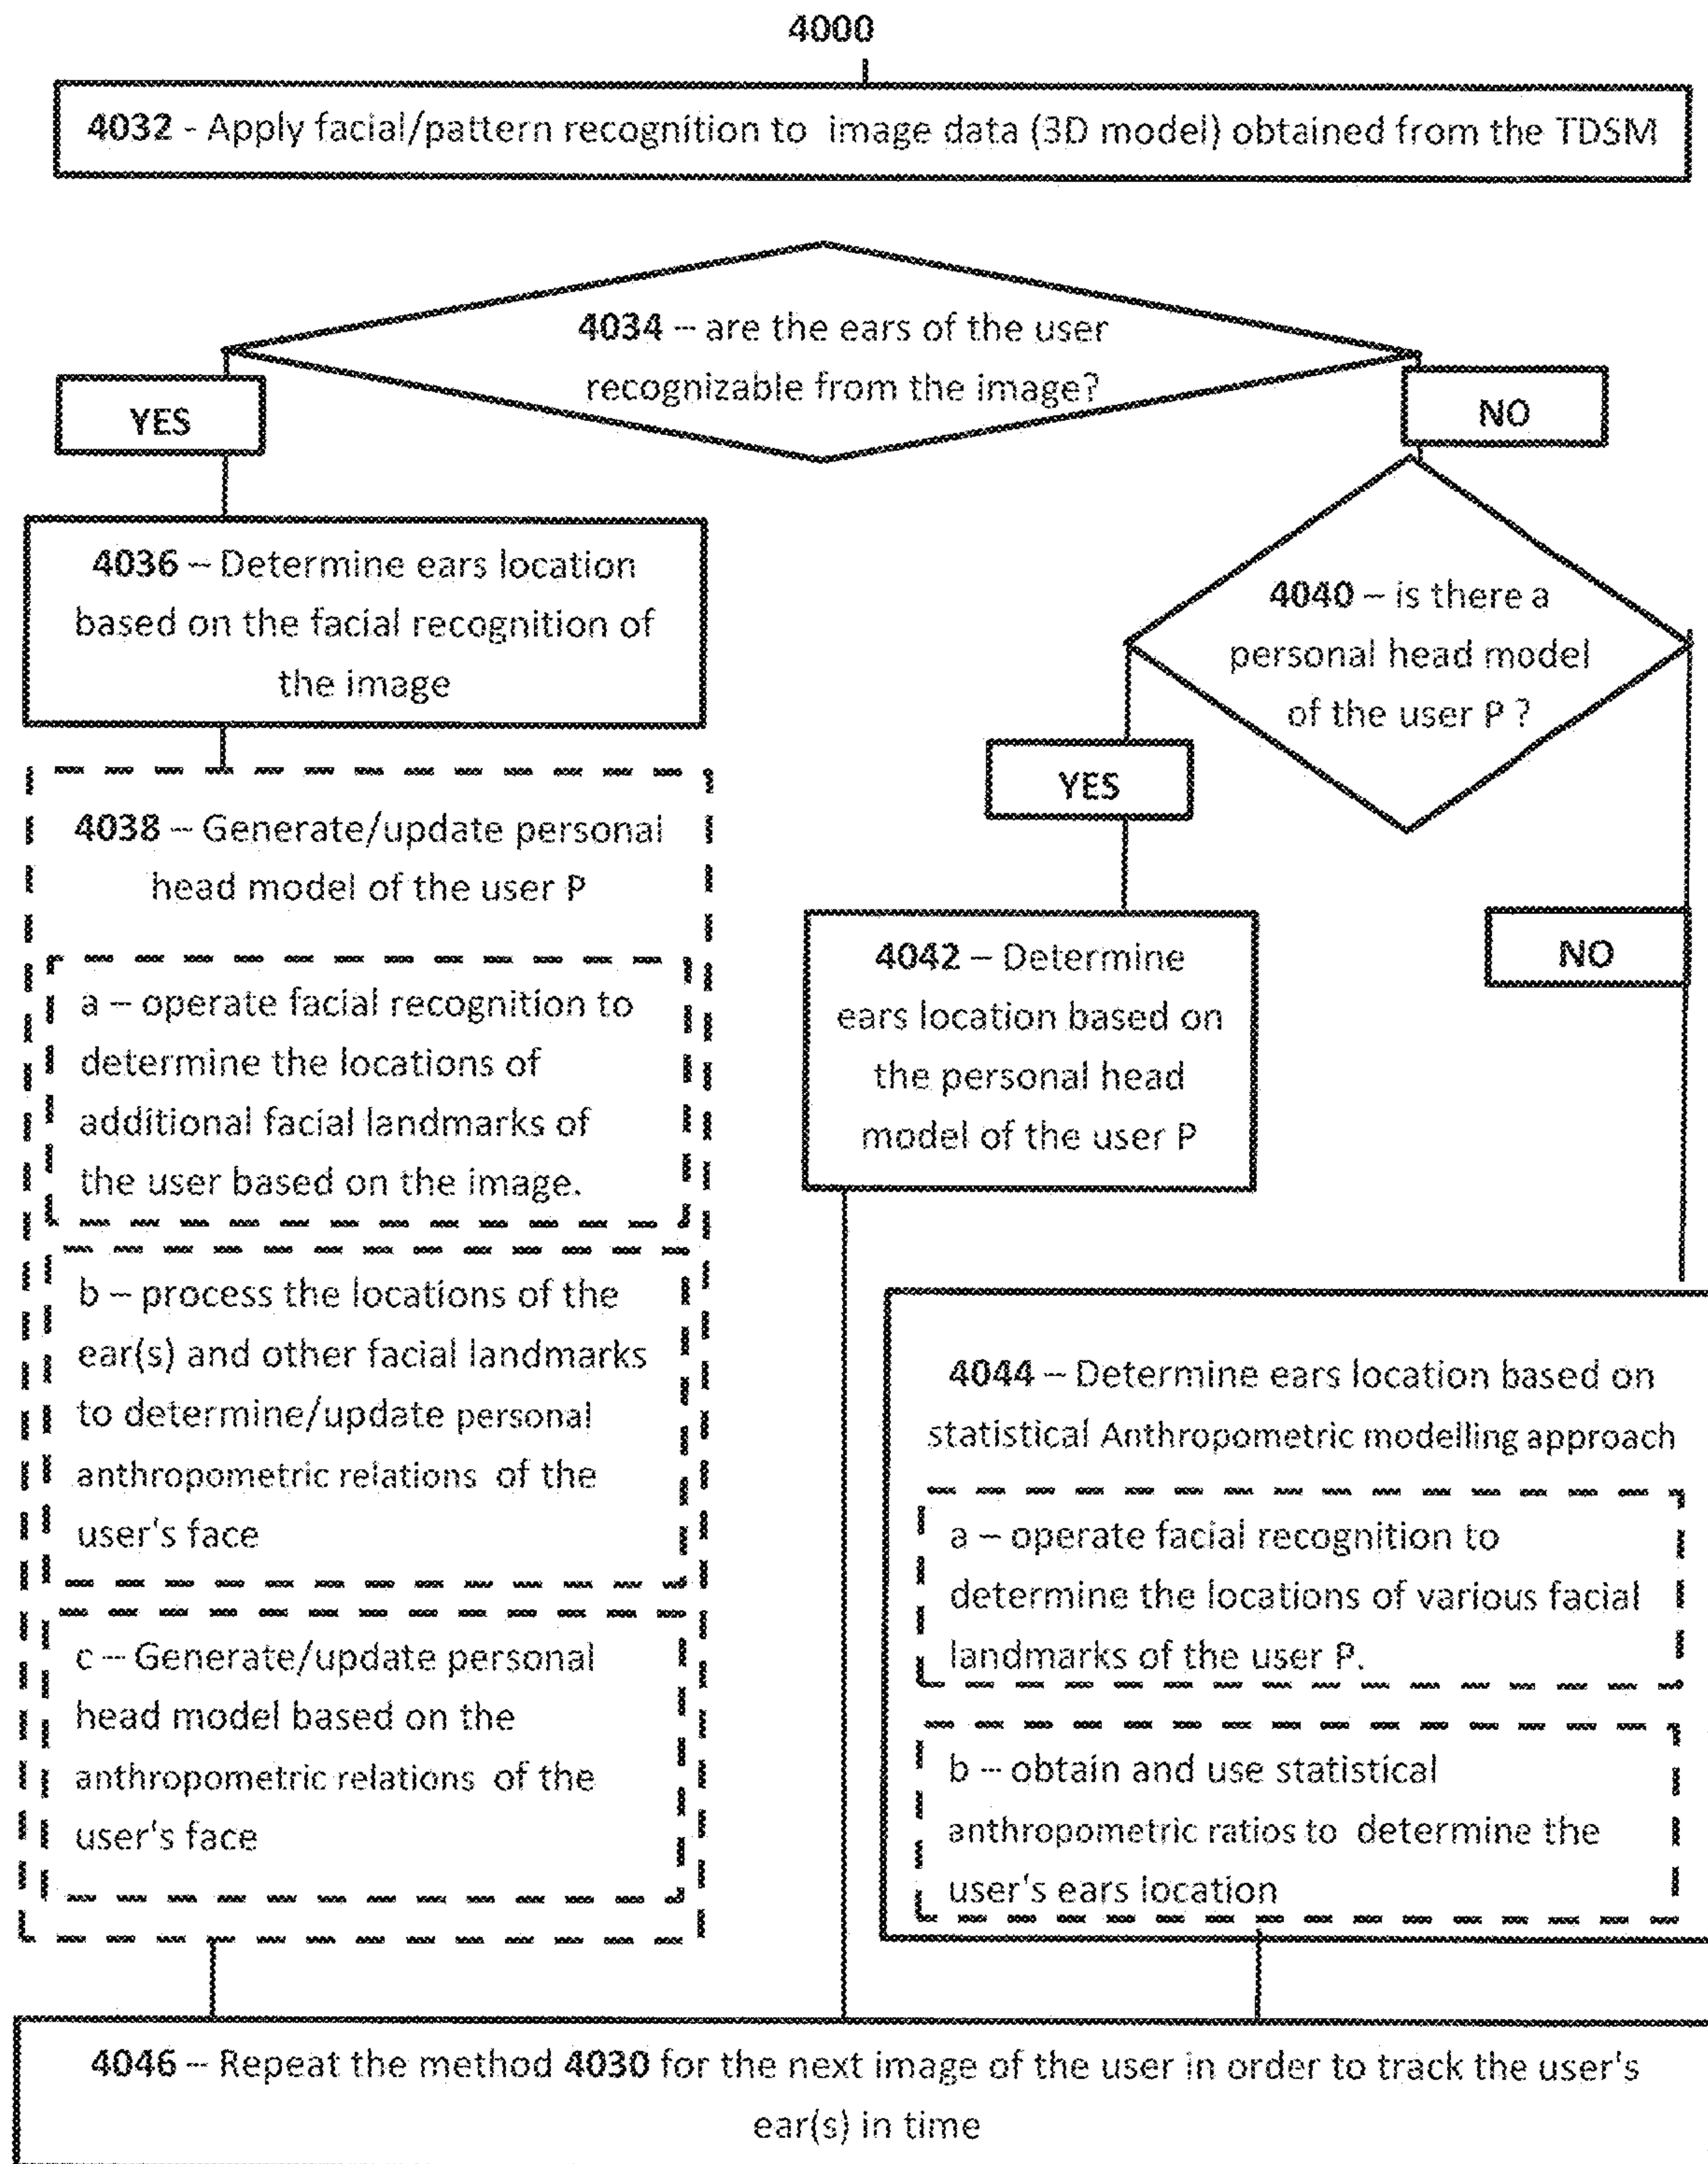 4000
4032 - Apply facial/pattern recognition to image data (3D model) obtained from the TDSM
4034 – are the ears of the user
recognizable from the image?
YES
NO
4036 – Determine ears location
based on the facial recognition of
the image
4038 – Generate/update personal
head model of the user P
a – operate facial recognition to
determine the locations of
additional facial landmarks of
the user based on the image.
b – process the locations of the
ear(s) and other facial landmarks
to determine/update personal
anthropometric relations of the
user's face
c – Generate/update personal
head model based on the
anthropometric relations of the
user's face
4040 – is there a
personal head model
of the user P ?
YES
NO
4042 – Determine
ears location based on
the personal head
model of the user P
4044 – Determine ears location based on
statistical Anthropometric modelling approach
a – operate facial recognition to
determine the locations of various facial
landmarks of the user P.
b – obtain and use statistical
anthropometric ratios to determine the
user's ears location
4046 – Repeat the method 4030 for the next image of the user in order to track the user's
ear(s) in time